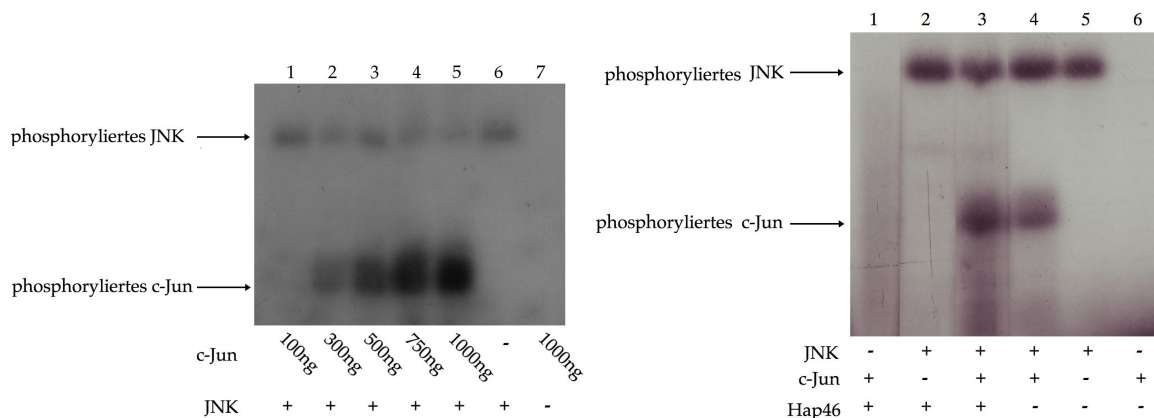 1 2 3 4 5 6 7
phosphoryliertes JNK
phosphoryliertes c-Jun
c-Jun 100ng 300ng 500ng 750ng 1000ng - 1000ng
JNK + + + + + + -
1 2 3 4 5 6
phosphoryliertes JNK
phosphoryliertes c-Jun
JNK - + + + + -
c-Jun + - + + - +
Hap46 + + + - - -